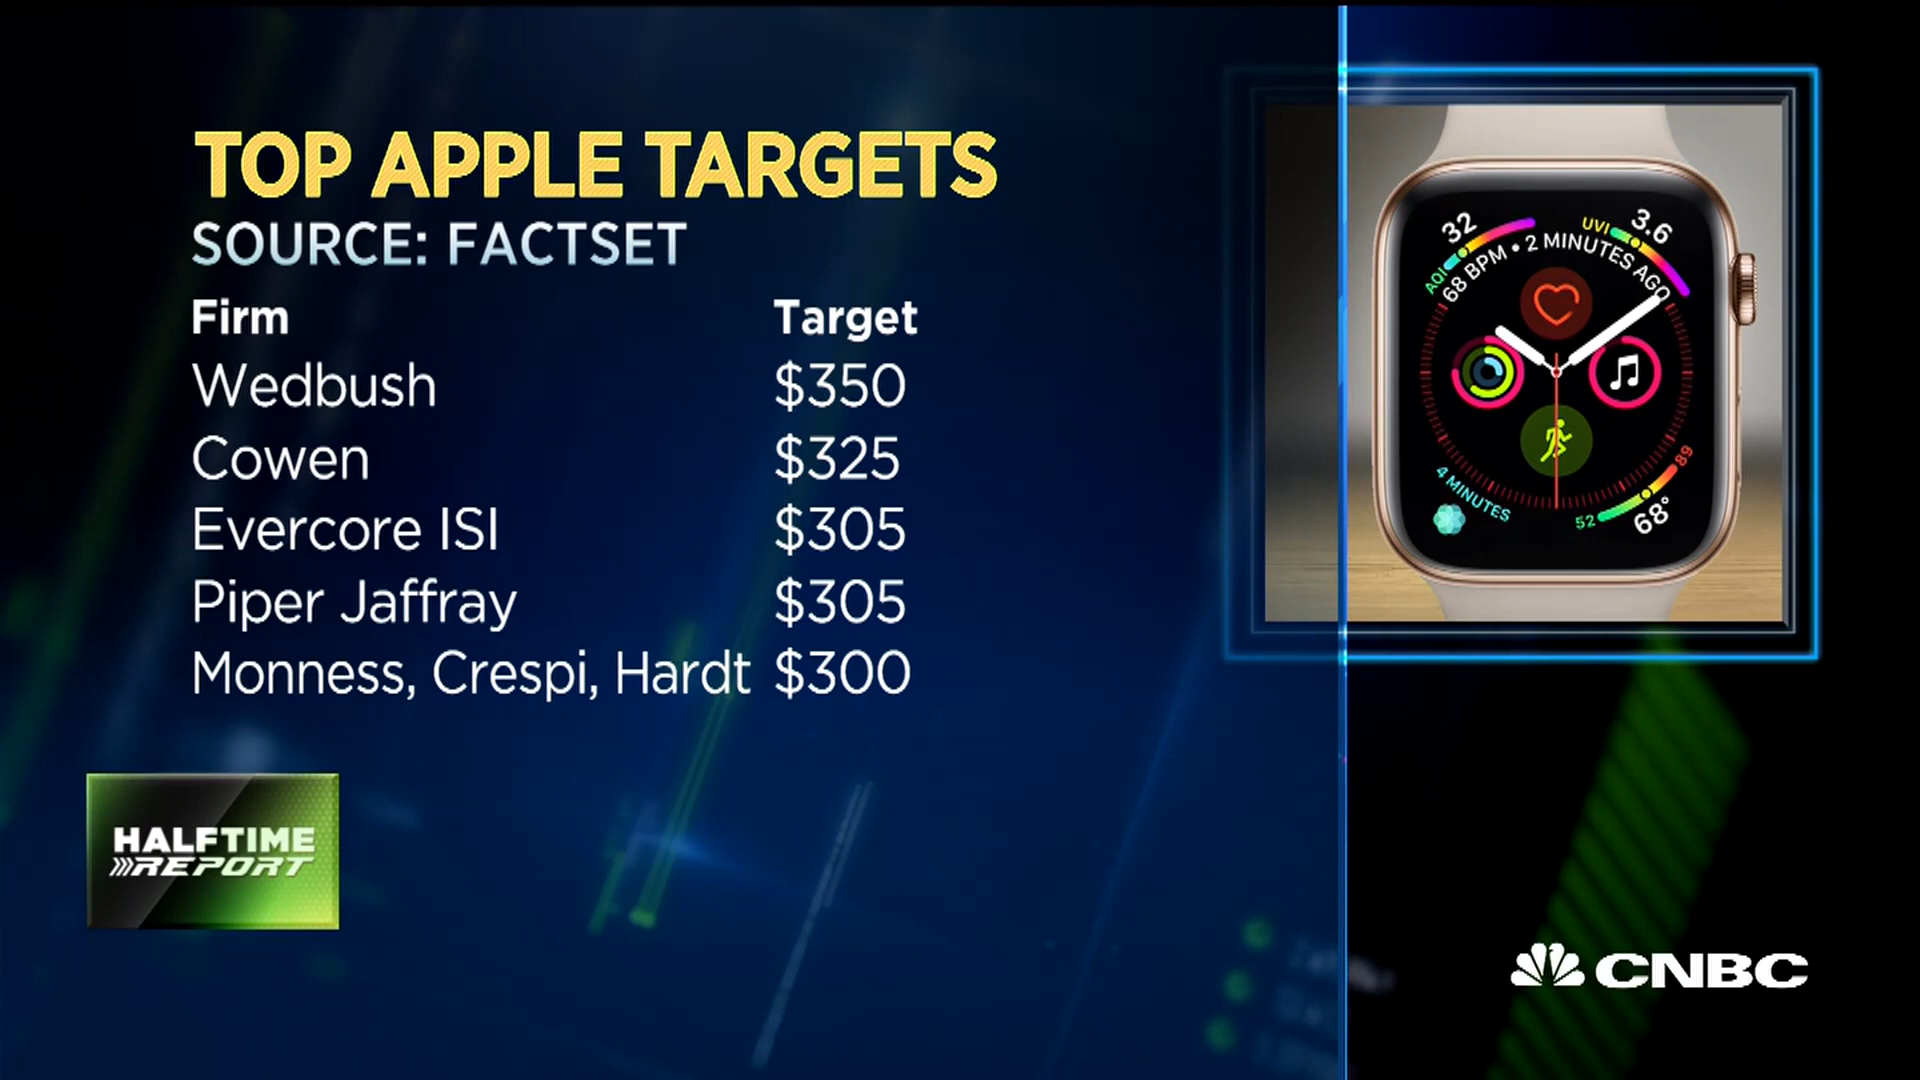 TOP APPLE TARGETS
SOURCE: FACTSET
Firm Target
Wedbush $350
Cowen $325
Evercore ISI $305
Piper Jaffray $305
Monness, Crespi, Hardt $300
32
AQI
UVI
3.6
68 BPM • 2 MINUTES AGO
4 MINUTES
52
68°
89
HALFTIME
REPORT
CNBC